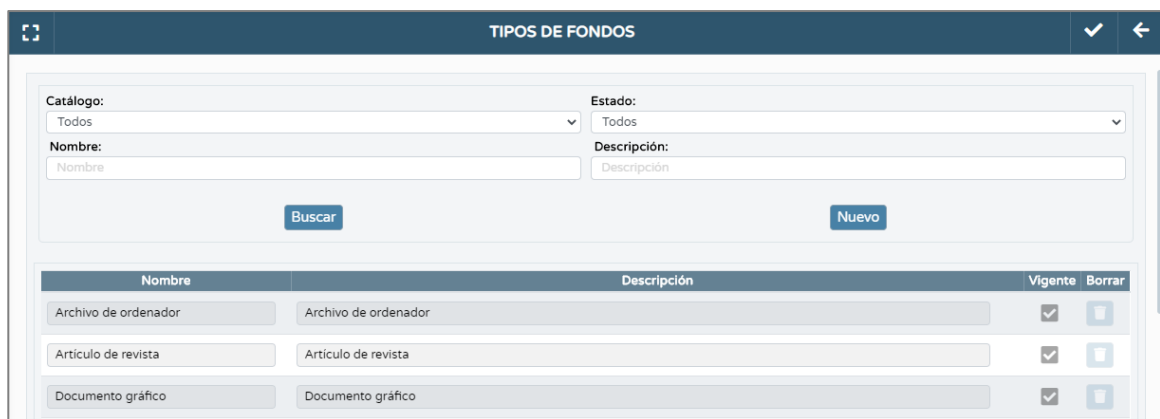 TIPOS DE FONDOS
Catálogo: Estado:
Todos Todos
Nombre: Descripción:
Nombre Descripción
Buscar Nuevo
Nombre Descripción Vigente Borrar
Archivo de ordenador Archivo de ordenador
Artículo de revista Artículo de revista
Documento gráfico Documento gráfico